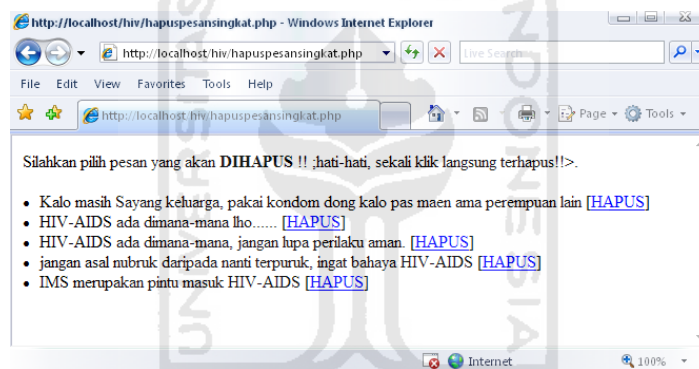 http://localhost/hiv/hapuspesansingkat.php - Windows Internet Explorer
http://localhost/hiv/hapuspesansingkat.php
Live Search
File Edit View Favorites Tools Help
http://localhost/hiv/hapuspesansingkat.php
Page Tools
Silahkan pilih pesan yang akan DIHAPUS !! ;hati-hati, sekali klik langsung terhapus!!>.
• Kalo masih Sayang keluarga, pakai kondom dong kalo pas maen ama perempuan lain [HAPUS]
• HIV-AIDS ada dimana-mana lho...... [HAPUS]
• HIV-AIDS ada dimana-mana, jangan lupa perilaku aman. [HAPUS]
• jangan asal nubruk daripada nanti terpuruk, ingat bahaya HIV-AIDS [HAPUS]
• IMS merupakan pintu masuk HIV-AIDS [HAPUS]
Internet 100%
UNIVERSITAS
INDONESIA